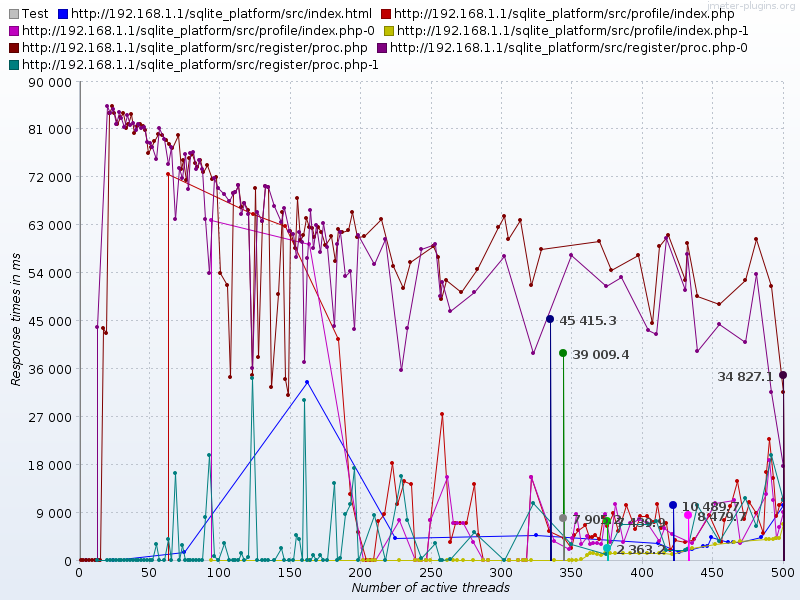 jmeter-plugins.org
Test http://192.168.1.1/sqlite_platform/src/index.html http://192.168.1.1/sqlite_platform/src/profile/index.php
http://192.168.1.1/sqlite_platform/src/profile/index.php-0 http://192.168.1.1/sqlite_platform/src/profile/index.php-1
http://192.168.1.1/sqlite_platform/src/register/proc.php http://192.168.1.1/sqlite_platform/src/register/proc.php-0
http://192.168.1.1/sqlite_platform/src/register/proc.php-1
90 000
81 000
72 000
63 000
54 000
45 000
36 000
27 000
18 000
9 000
0
Response times in ms
45 415.3
39 009.4
34 827.1
10 489.7
8 479.7
2 363.2
0 50 100 150 200 250 300 350 400 450 500
Number of active threads